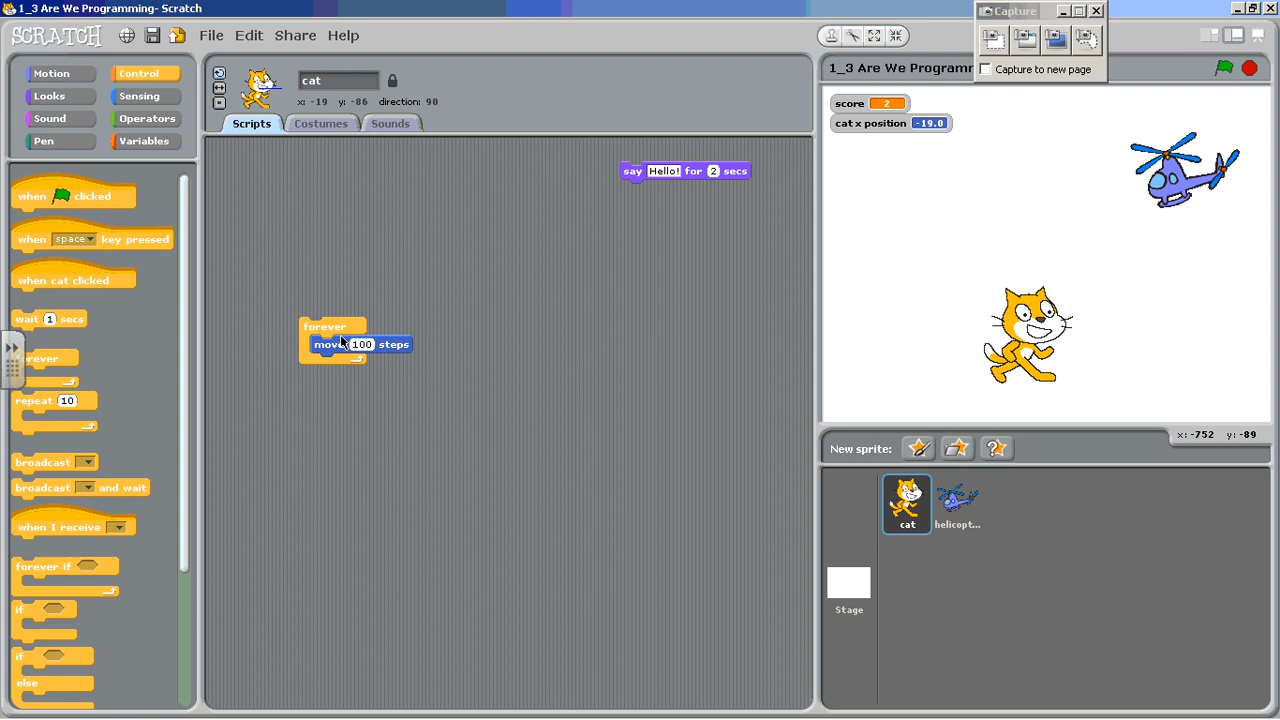 1_3 Are We Programming- Scratch
Capture
SCRATCH
File Edit Share Help
Capture to new page
Motion Control
Looks Sensing
Sound Operators
Pen Variables
cat
x: -19 y: -86 direction: 90
Scripts Costumes Sounds
1_3 Are We Programm
score 2
cat x position -19.0
when clicked
when space key pressed
when cat clicked
wait 1 secs
forever
repeat 10
broadcast
broadcast and wait
when I receive
forever if
if
if
else
say Hello! for 2 secs
forever
move 100 steps
x: -752 y: -89
New sprite:
cat
helicopt...
Stage